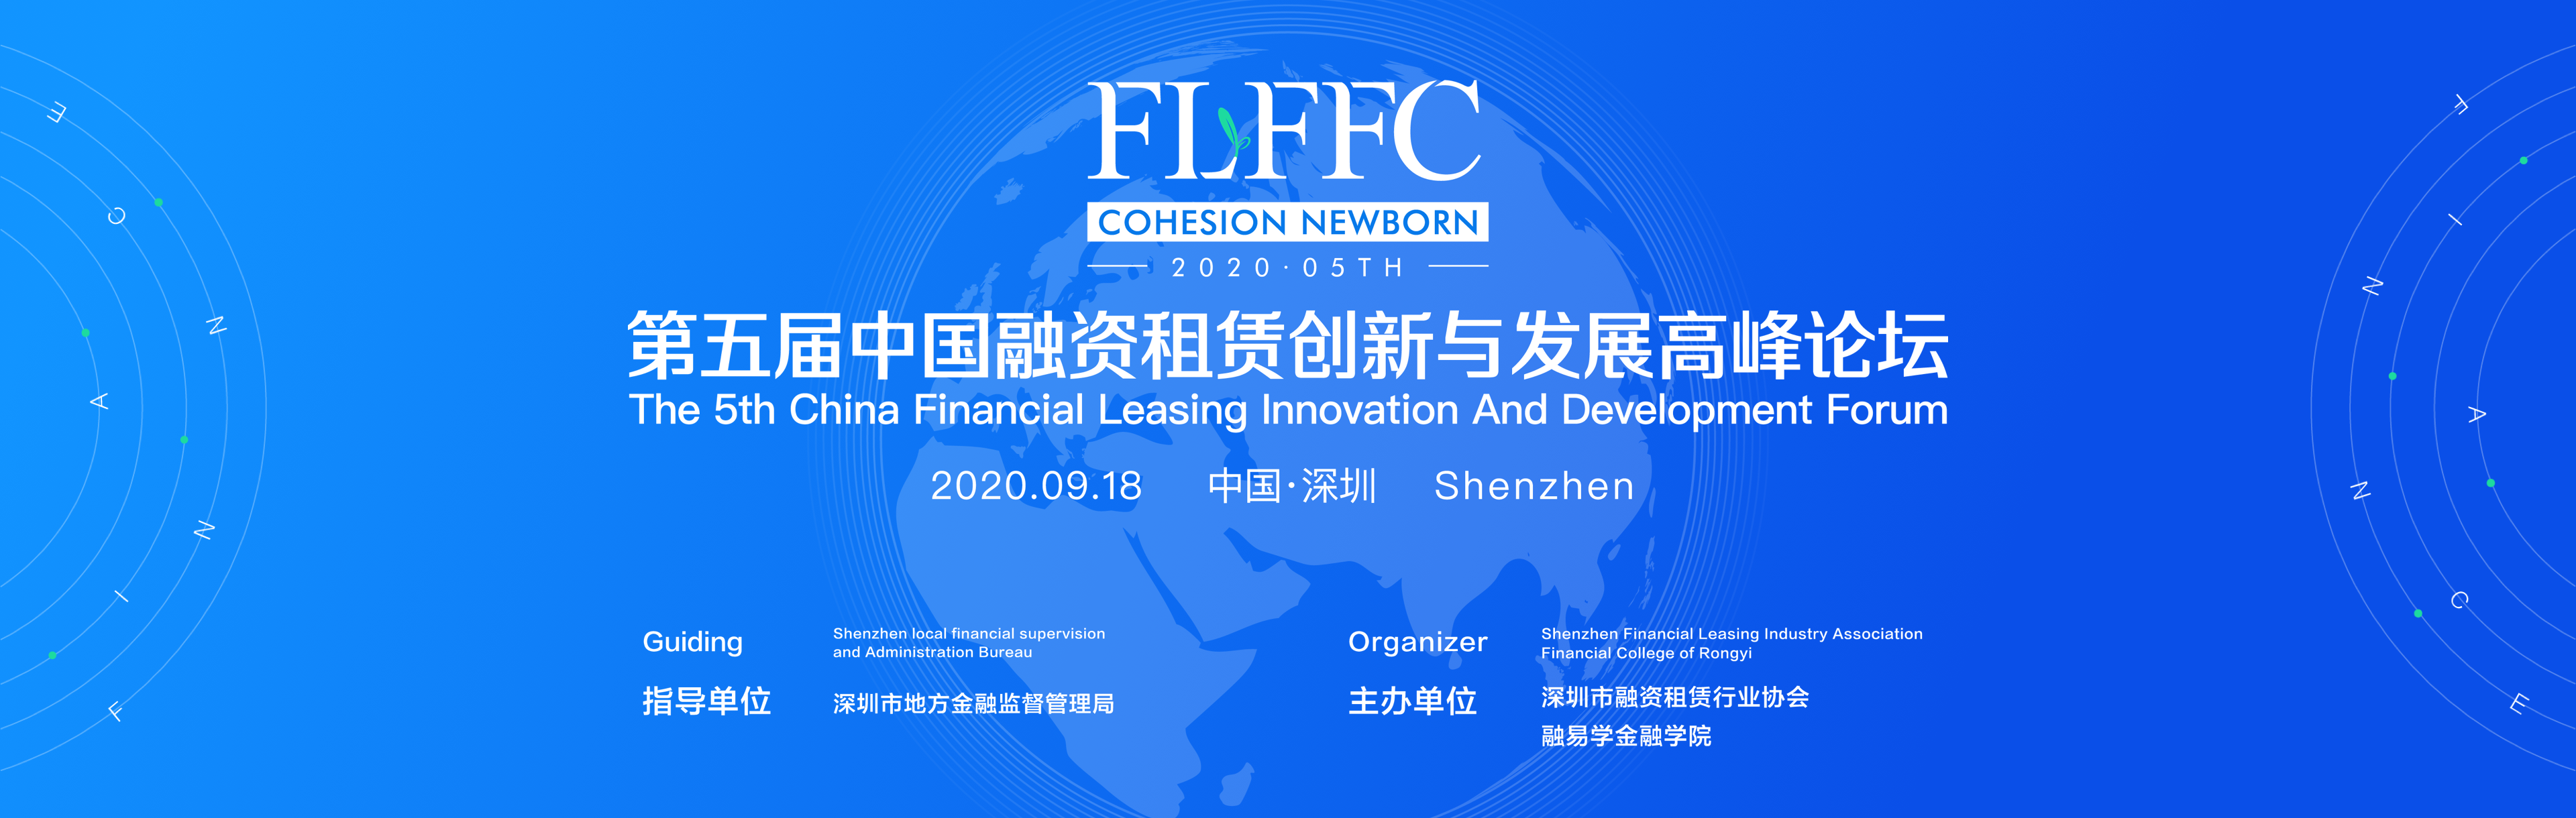 FLFFC
COHESION NEWBORN
2020·05TH
第五届中国融资租赁创新与发展高峰论坛
The 5th China Financial Leasing Innovation And Development Forum
2020.09.18 中国·深圳 Shenzhen
Guiding
Shenzhen local financial supervision
and Administration Bureau
指导单位
深圳市地方金融监督管理局
Organizer
Shenzhen Financial Leasing Industry Association
Financial College of Rongyi
主办单位
深圳市融资租赁行业协会
融易学金融学院
F I N A N C E
F I N A N C E